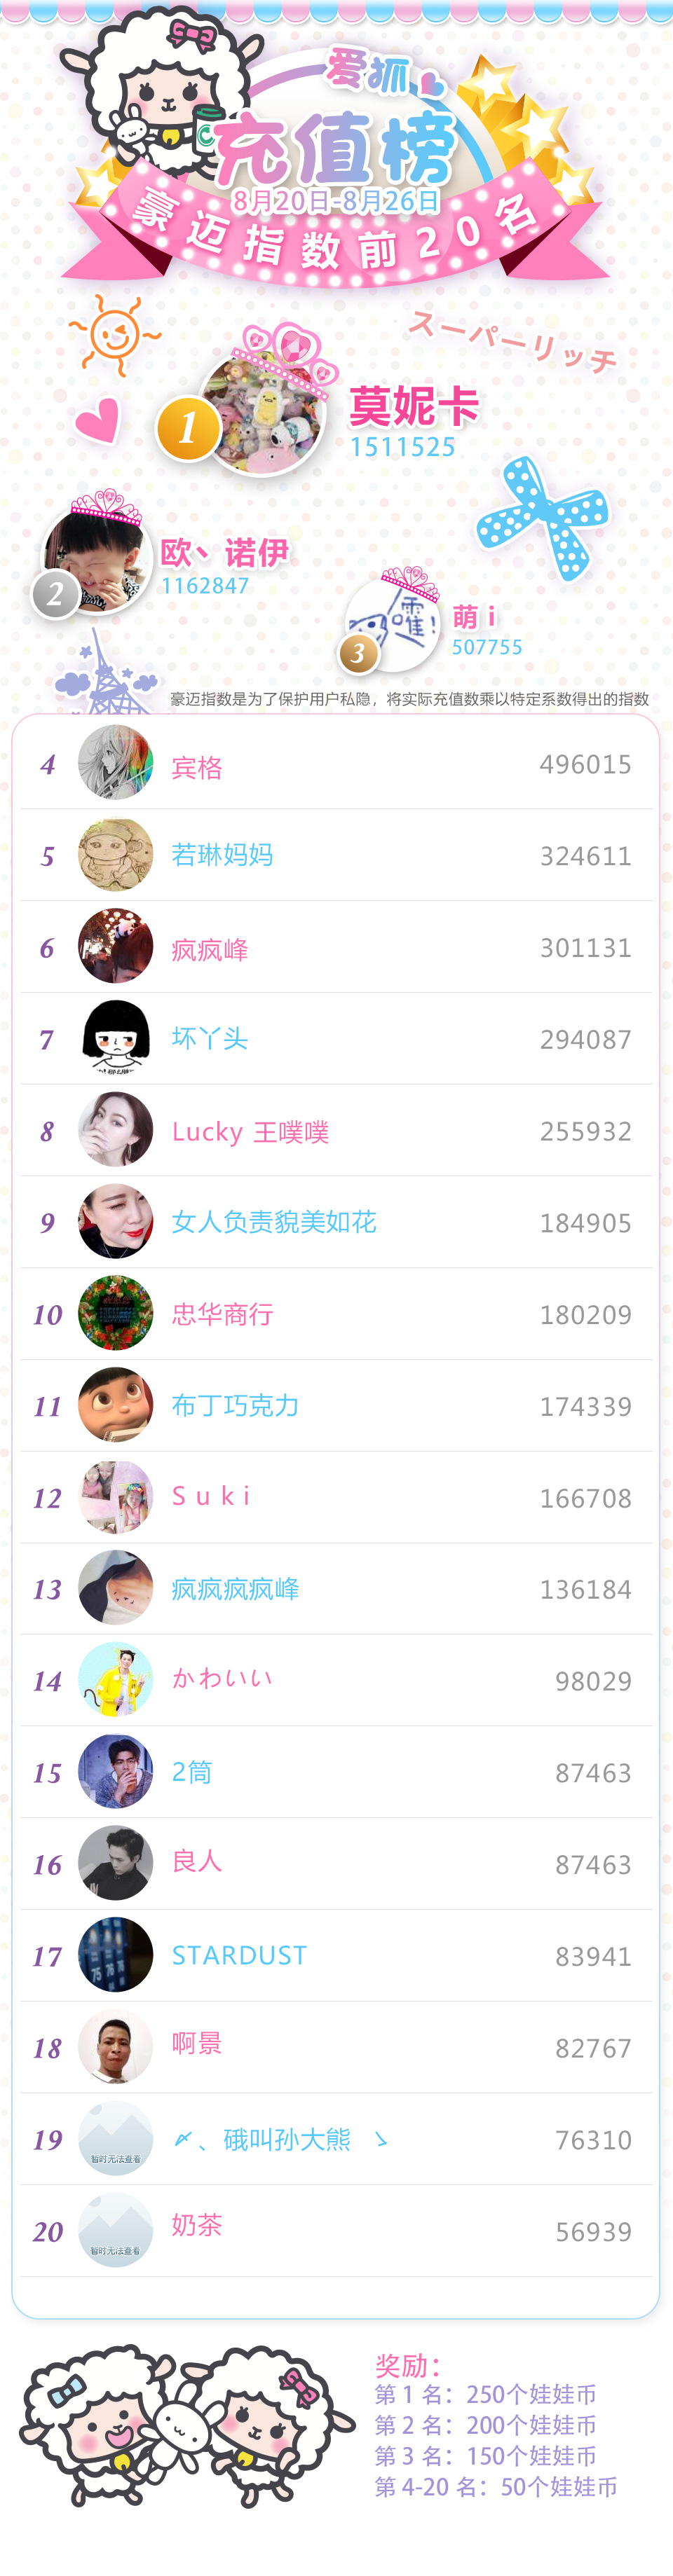 爱抓
充值榜
8月20日-8月26日
豪迈指数前20名
スーパーリッチ
1
莫妮卡
1511525
2
欧丶诺伊
1162847
3
萌 i
507755
豪迈指数是为了保护用户私隐，将实际充值数乘以特定系数得出的指数
4 宾格 496015
5 若琳妈妈 324611
6 疯疯峰 301131
7 坏丫头 294087
8 Lucky 王噗噗 255932
9 女人负责貌美如花 184905
10 忠华商行 180209
11 布丁巧克力 174339
12 S u k i 166708
13 疯疯疯疯峰 136184
14 かわいい 98029
15 2筒 87463
16 良人 87463
17 STARDUST 83941
18 啊景 82767
19 〆、硪叫孙大熊 ゝ 76310
暂时无法查看
20 奶茶 56939
暂时无法查看
奖励：
第 1 名：250个娃娃币
第 2 名：200个娃娃币
第 3 名：150个娃娃币
第 4-20 名：50个娃娃币